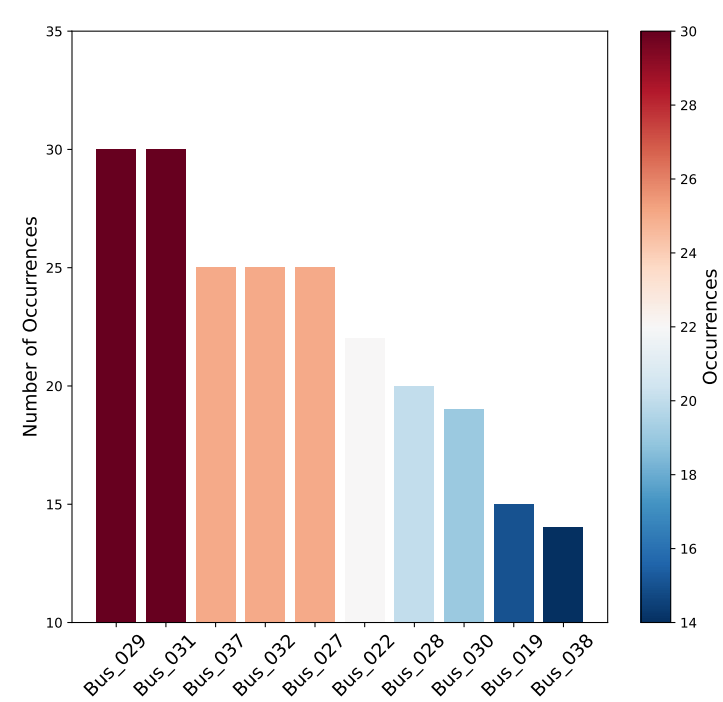 35
30
25
20
15
10
Number of Occurrences
Bus_029
Bus_031
Bus_037
Bus_032
Bus_027
Bus_022
Bus_028
Bus_030
Bus_019
Bus_038
30
28
26
24
22
20
18
16
14
Occurrences